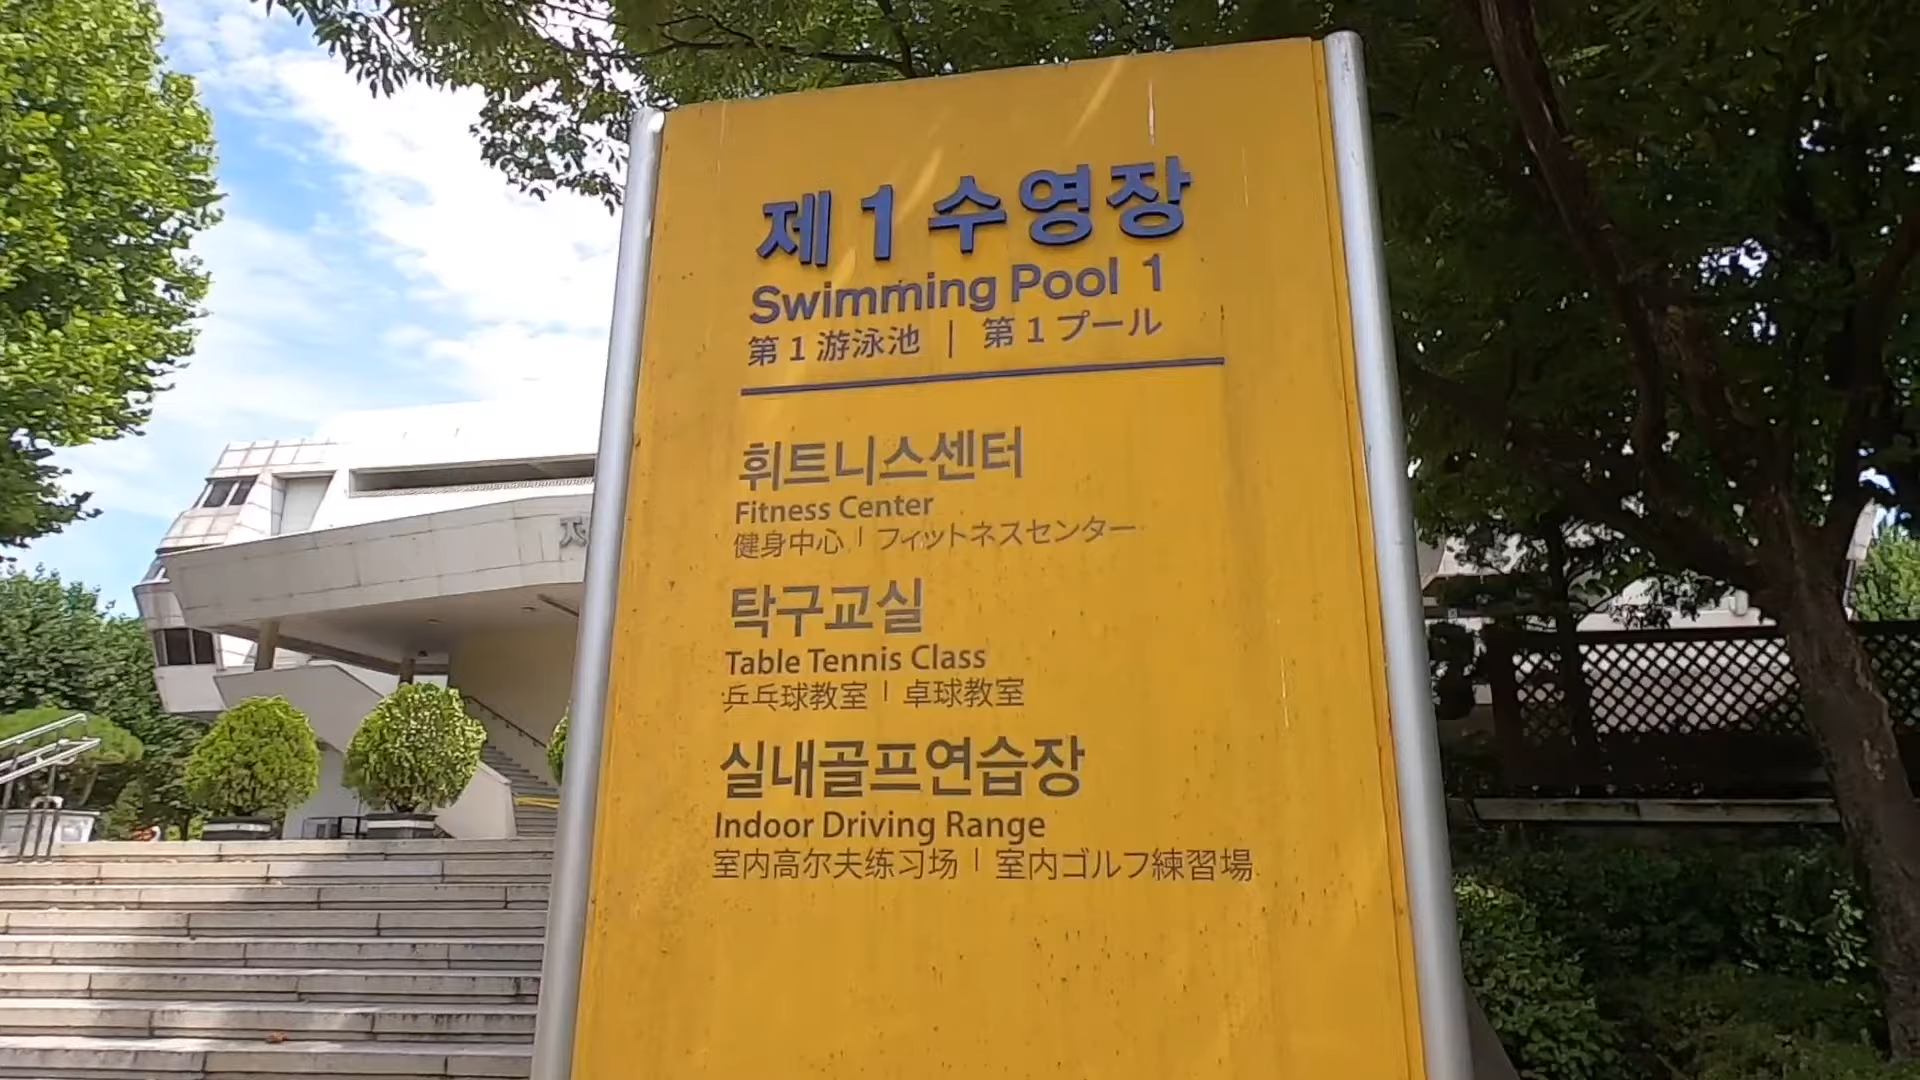 제1수영장
Swimming Pool 1
第1游泳池 | 第1プール
휘트니스센터
Fitness Center
健身中心 | フィットネスセンター
탁구교실
Table Tennis Class
乒乓球教室 | 卓球教室
실내골프연습장
Indoor Driving Range
室内高尔夫练习场 | 室内ゴルフ練習場